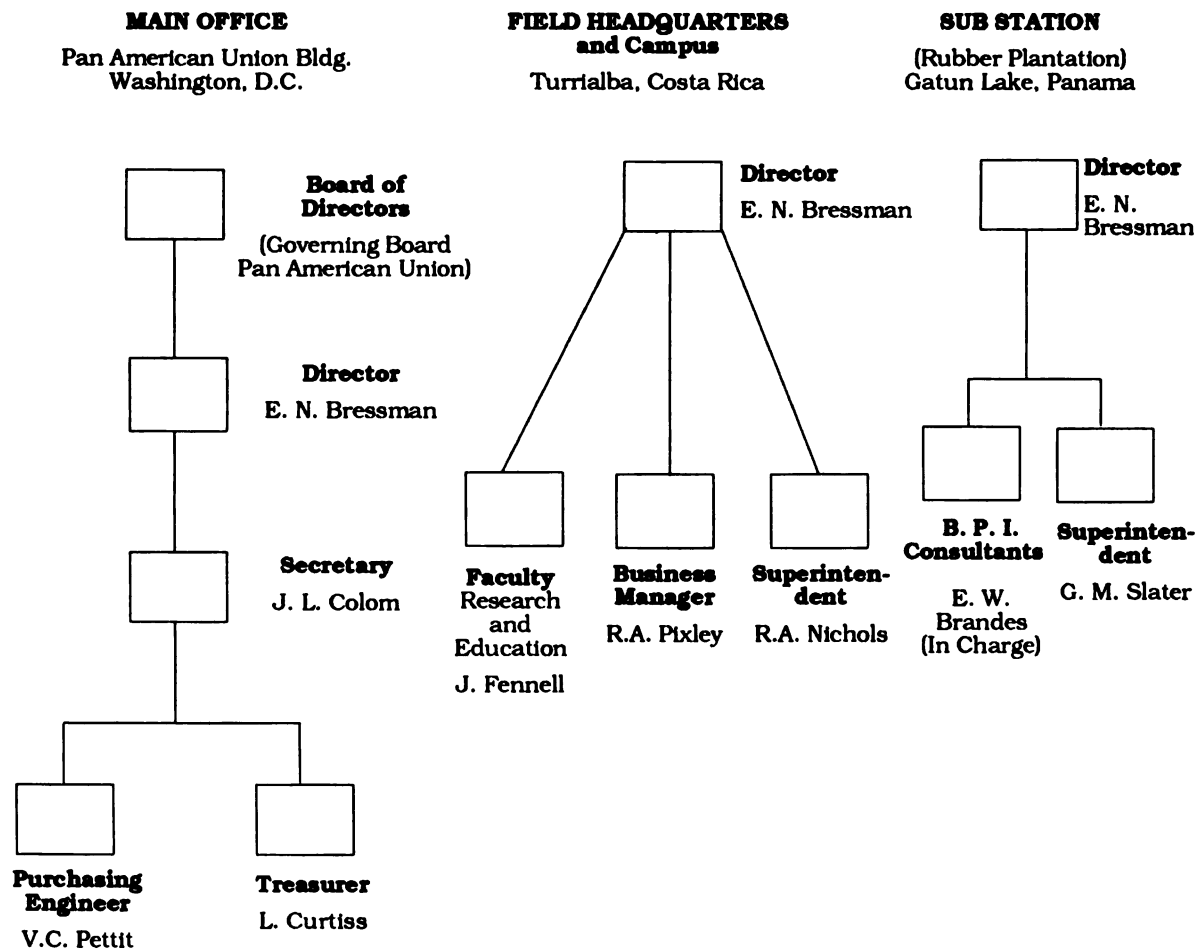 MAIN OFFICE
Pan American Union Bldg.
Washington, D.C.
Board of
Directors
(Governing Board
Pan American Union)
Director
E. N. Bressman
Secretary
J. L. Colom
Purchasing
Engineer
V.C. Pettit
Treasurer
L. Curtiss
FIELD HEADQUARTERS
and Campus
Turrialba, Costa Rica
Director
E. N. Bressman
Faculty
Research
and
Education
J. Fennell
Business
Manager
R.A. Pixley
Superinten-
dent
R.A. Nichols
SUB STATION
(Rubber Plantation)
Gatun Lake, Panama
Director
E. N.
Bressman
B. P. I.
Consultants
E. W.
Brandes
(In Charge)
Superinten-
dent
G. M. Slater